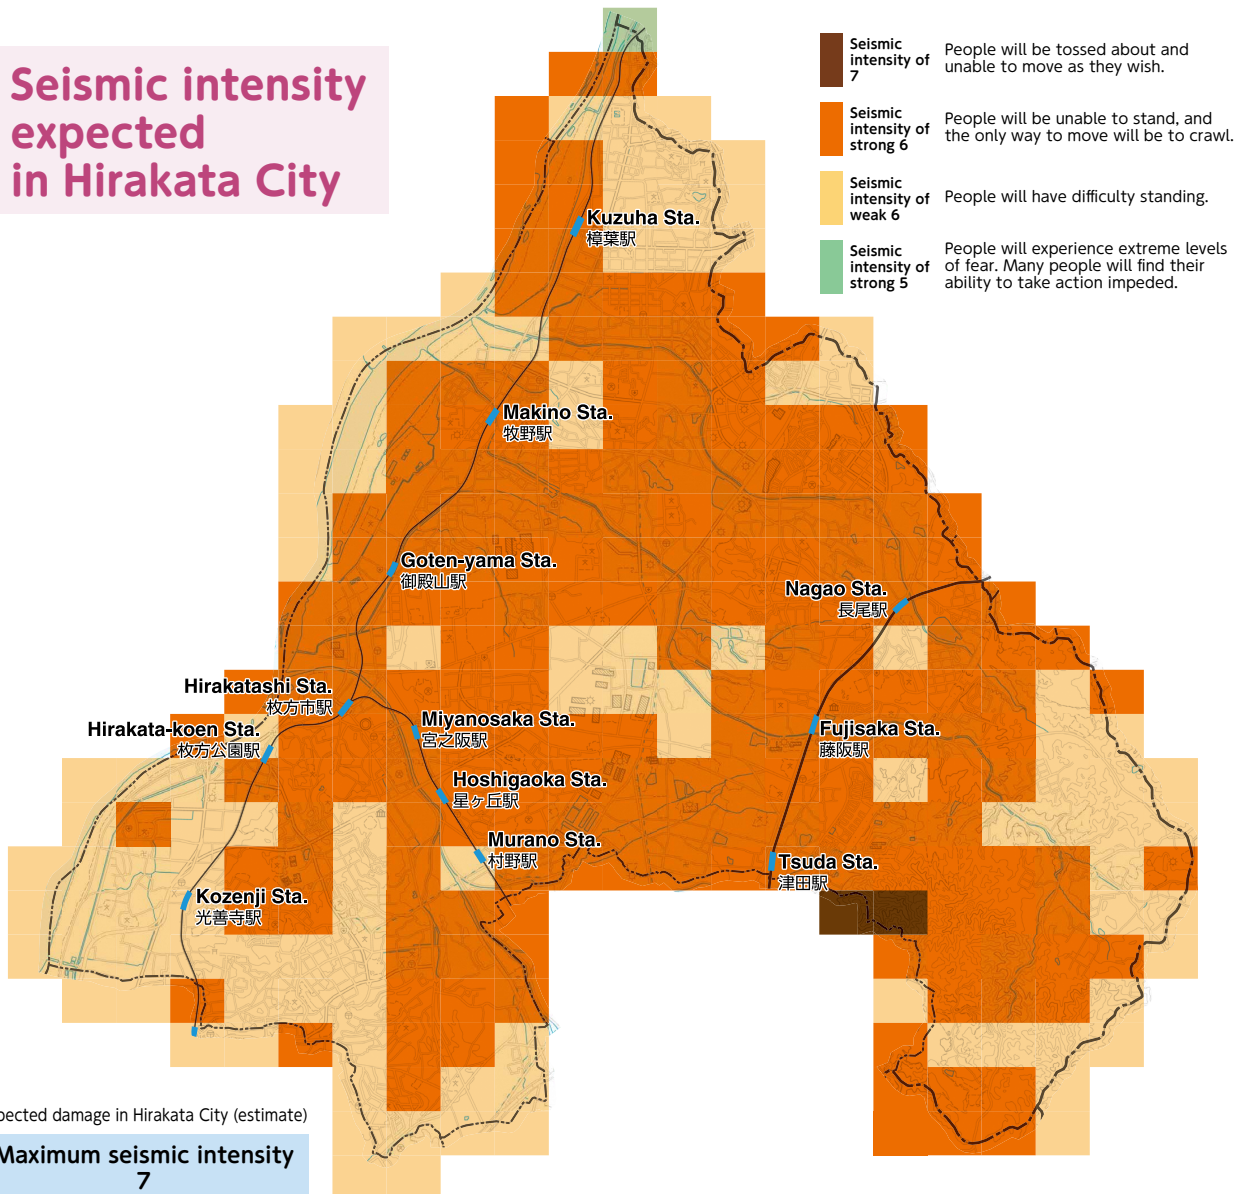 Seismic intensity
expected
in Hirakata City
Seismic
intensity of
7
People will be tossed about and
unable to move as they wish.
Seismic
intensity of
strong 6
People will be unable to stand, and
the only way to move will be to crawl.
Seismic
intensity of
weak 6
People will have difficulty standing.
Seismic
intensity of
strong 5
People will experience extreme levels
of fear. Many people will find their
ability to take action impeded.
Kuzuha Sta.
樟葉駅
Makino Sta.
牧野駅
Goten-yama Sta.
御殿山駅
Nagao Sta.
長尾駅
Hirakatashi Sta.
枚方市駅
Hirakata-koen Sta.
枚方公園駅
Miyanosaka Sta.
宮之阪駅
Fujisaka Sta.
藤阪駅
Hoshigaoka Sta.
星ヶ丘駅
Murano Sta.
村野駅
Tsuda Sta.
津田駅
Kozenji Sta.
光善寺駅
pected damage in Hirakata City (estimate)
Maximum seismic intensity
7